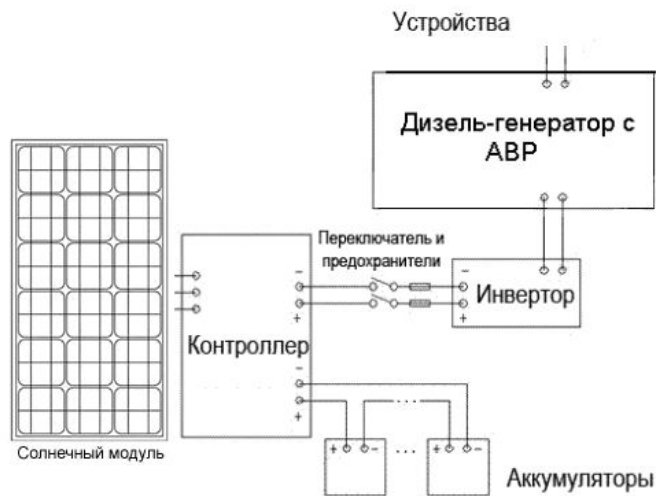 Устройства
Дизель-генератор с
АВР
Переключатель и
предохранители
Инвертор
Контроллер
Солнечный модуль
Аккумуляторы